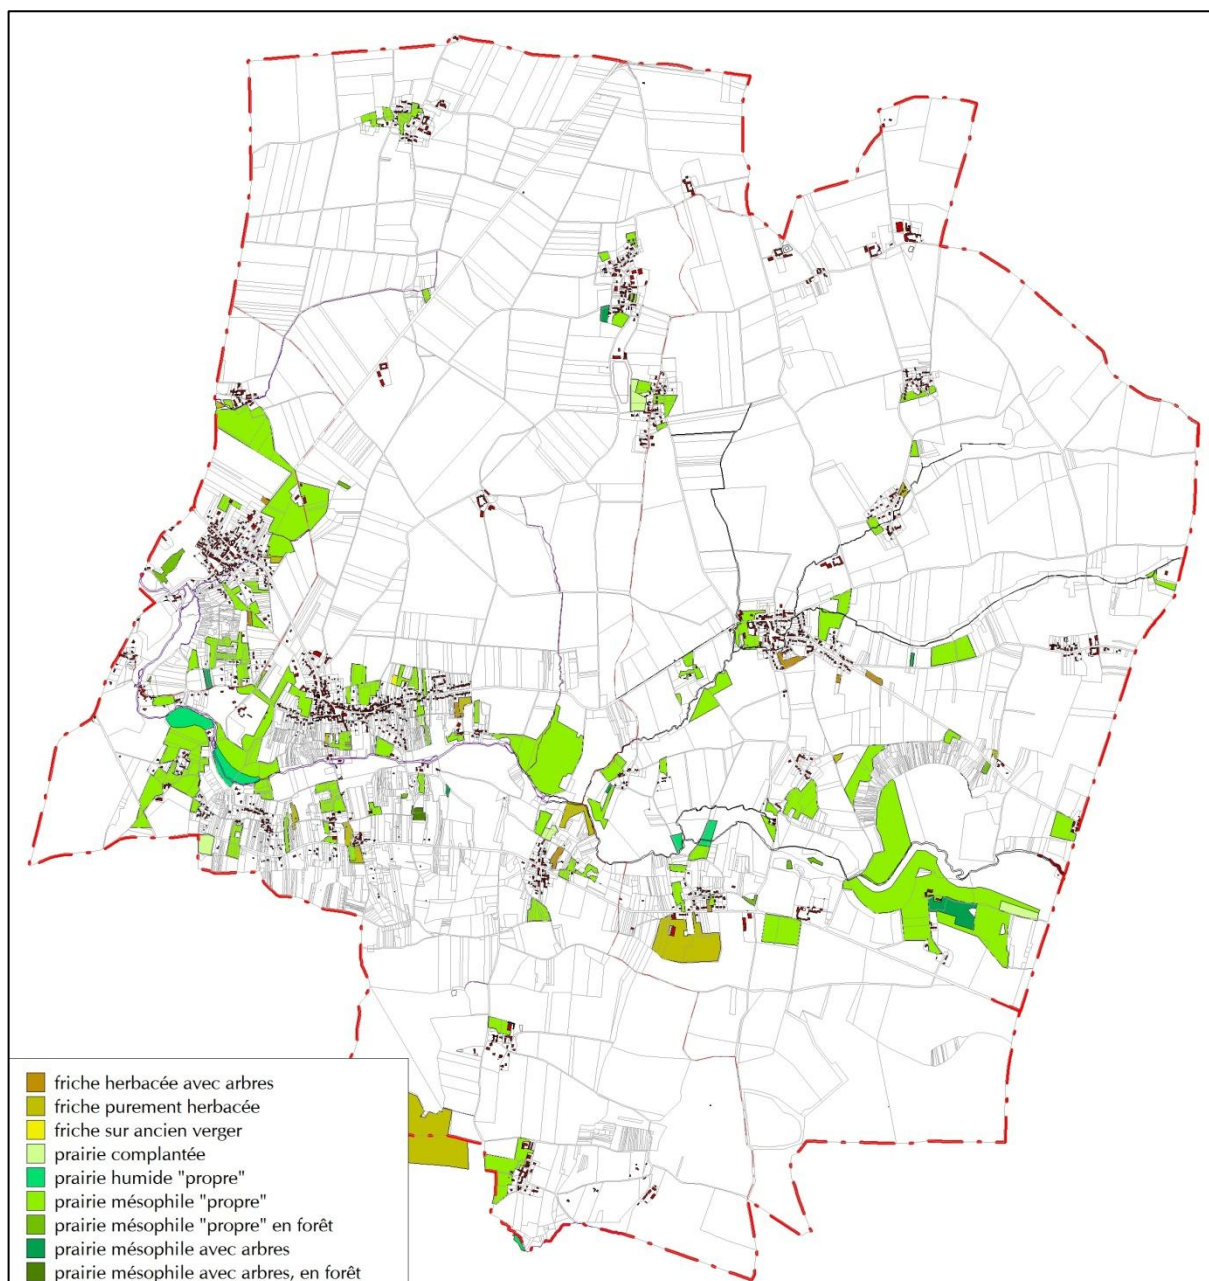 friche herbacée avec arbres
friche purement herbacée
friche sur ancien verger
prairie complantée
prairie humide "propre"
prairie mésophile "propre"
prairie mésophile "propre" en forêt
prairie mésophile avec arbres
prairie mésophile avec arbres, en forêt